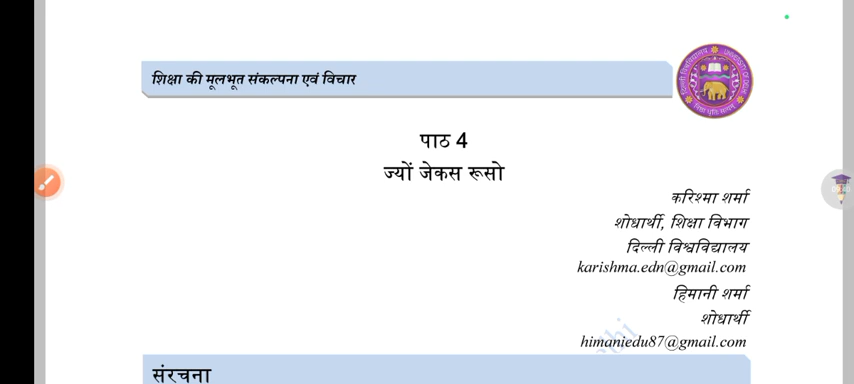 शिक्षा की मूलभूत संकल्पना एवं विचार
पाठ 4
ज्यों जेकस रूसो
करिश्मा शर्मा
शोधार्थी, शिक्षा विभाग
दिल्ली विश्वविद्यालय
karishma.edn@gmail.com
हिमानी शर्मा
शोधार्थी
himaniedu87@gmail.com
संरचना